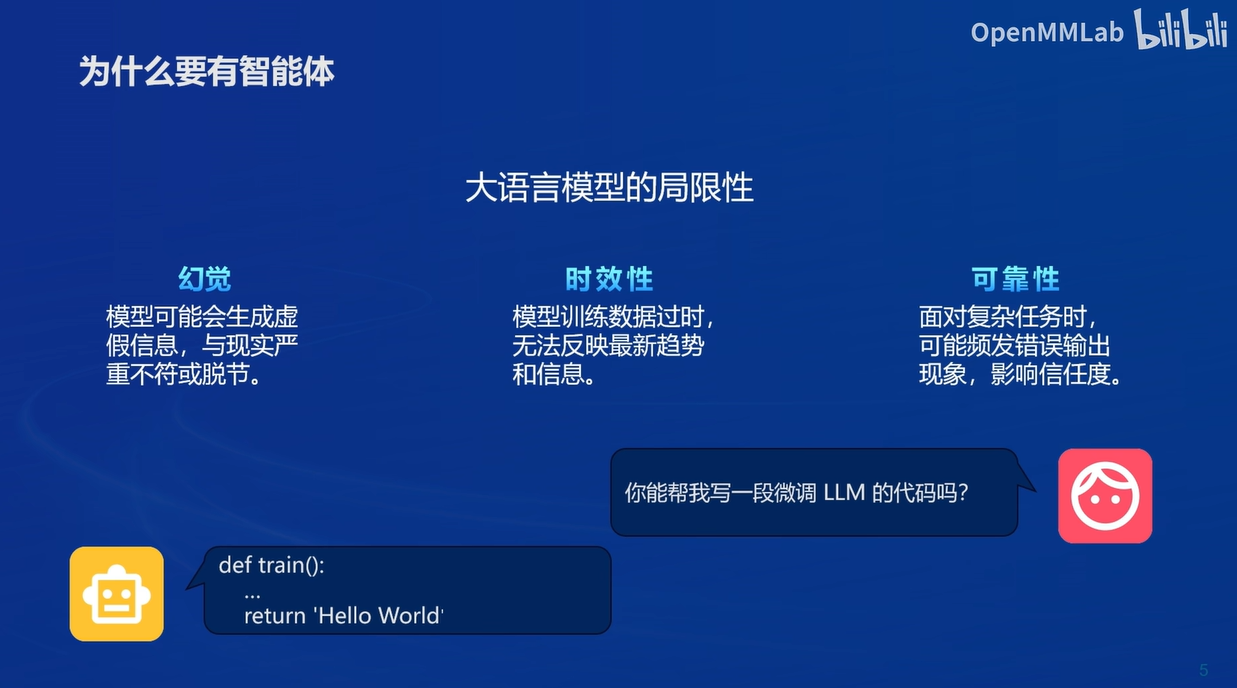 OpenMMLab bilibili
为什么要有智能体
大语言模型的局限性
幻觉
模型可能会生成虚
假信息，与现实严
重不符或脱节。
时效性
模型训练数据过时，
无法反映最新趋势
和信息。
可靠性
面对复杂任务时，
可能频发错误输出
现象，影响信任度。
你能帮我写一段微调 LLM 的代码吗？
def train():
...
return 'Hello World'
5